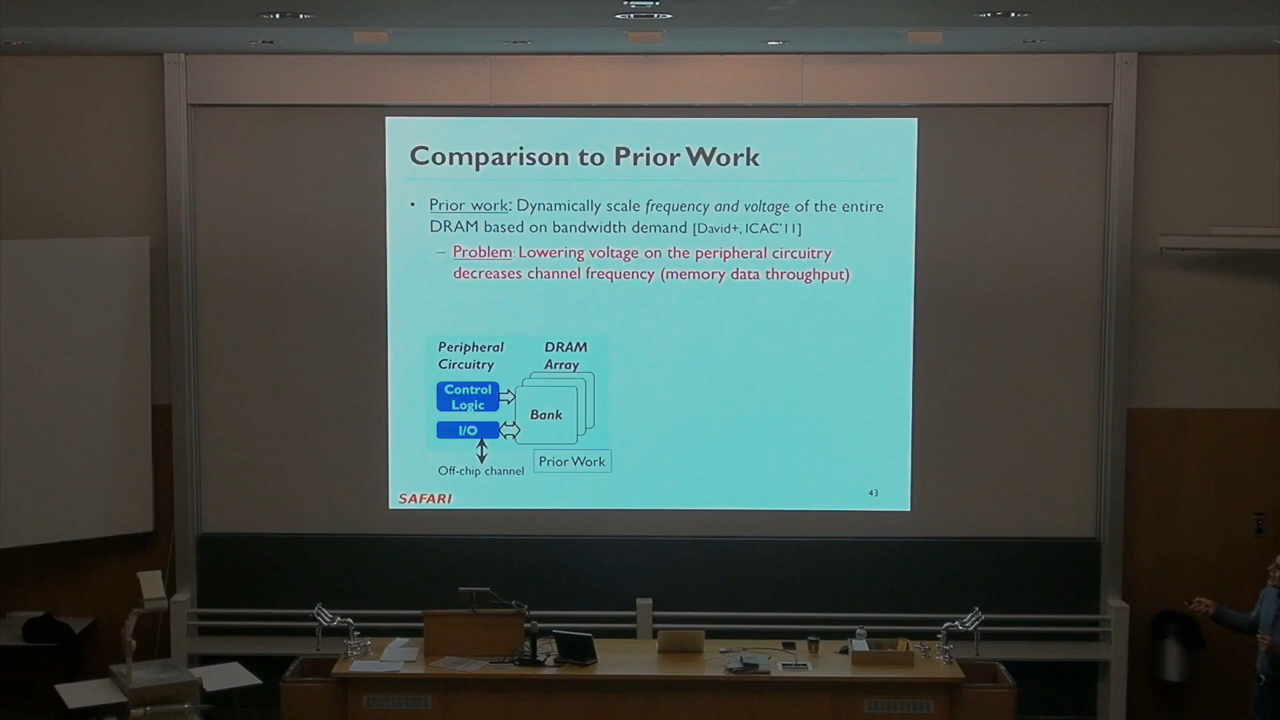 Comparison to Prior Work
• Prior work: Dynamically scale frequency and voltage of the entire
DRAM based on bandwidth demand [David+, ICAC'11]
– Problem: Lowering voltage on the peripheral circuitry
decreases channel frequency (memory data throughput)
Peripheral
Circuitry
DRAM
Array
Control
Logic
Bank
I/O
Off-chip channel
Prior Work
SAFARI
43